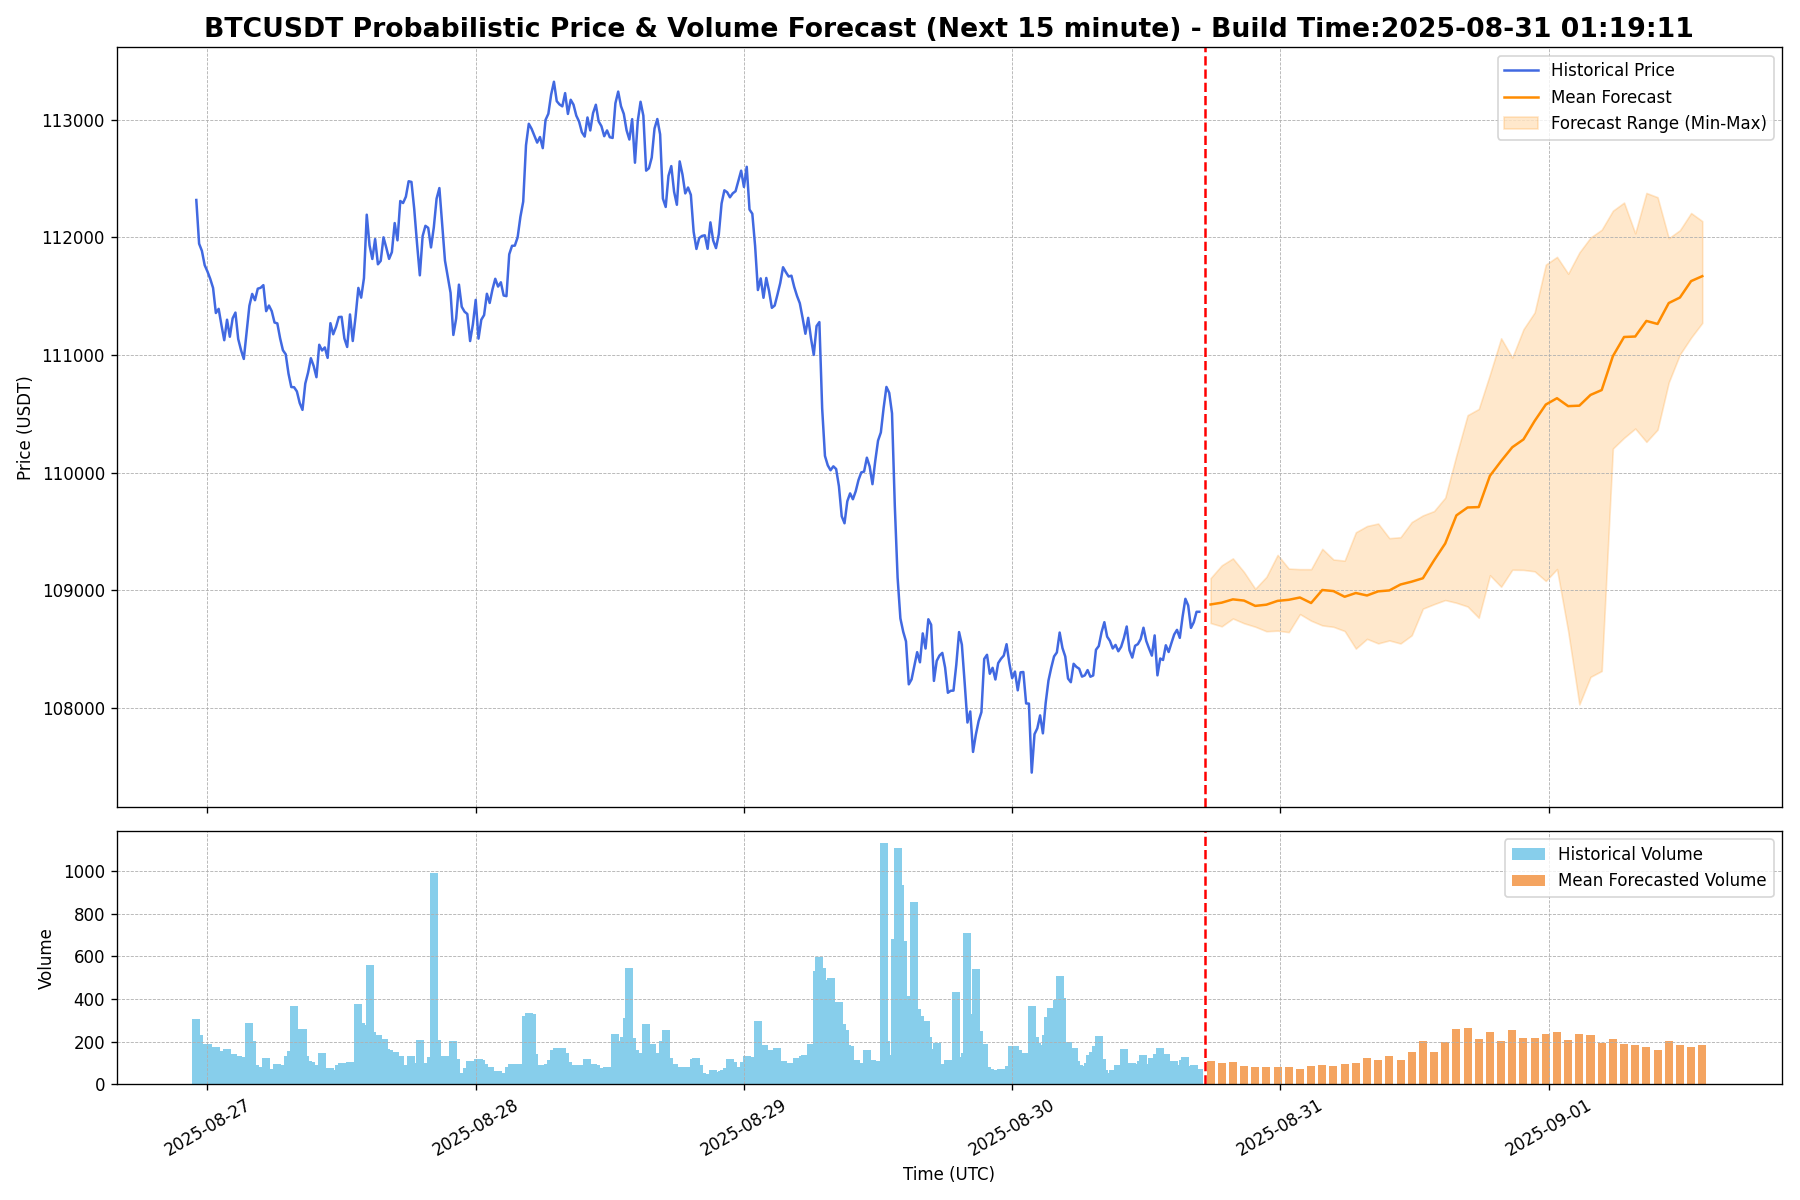 BTCUSDT Probabilistic Price & Volume Forecast (Next 15 minute) - Build Time:2025-08-31 01:19:11
Historical Price
Mean Forecast
Forecast Range (Min-Max)
113000
112000
111000
110000
109000
108000
Price (USDT)
Historical Volume
Mean Forecasted Volume
1000
800
600
400
200
0
Volume
2025-08-27
2025-08-28
2025-08-29
2025-08-30
2025-08-31
2025-09-01
Time (UTC)